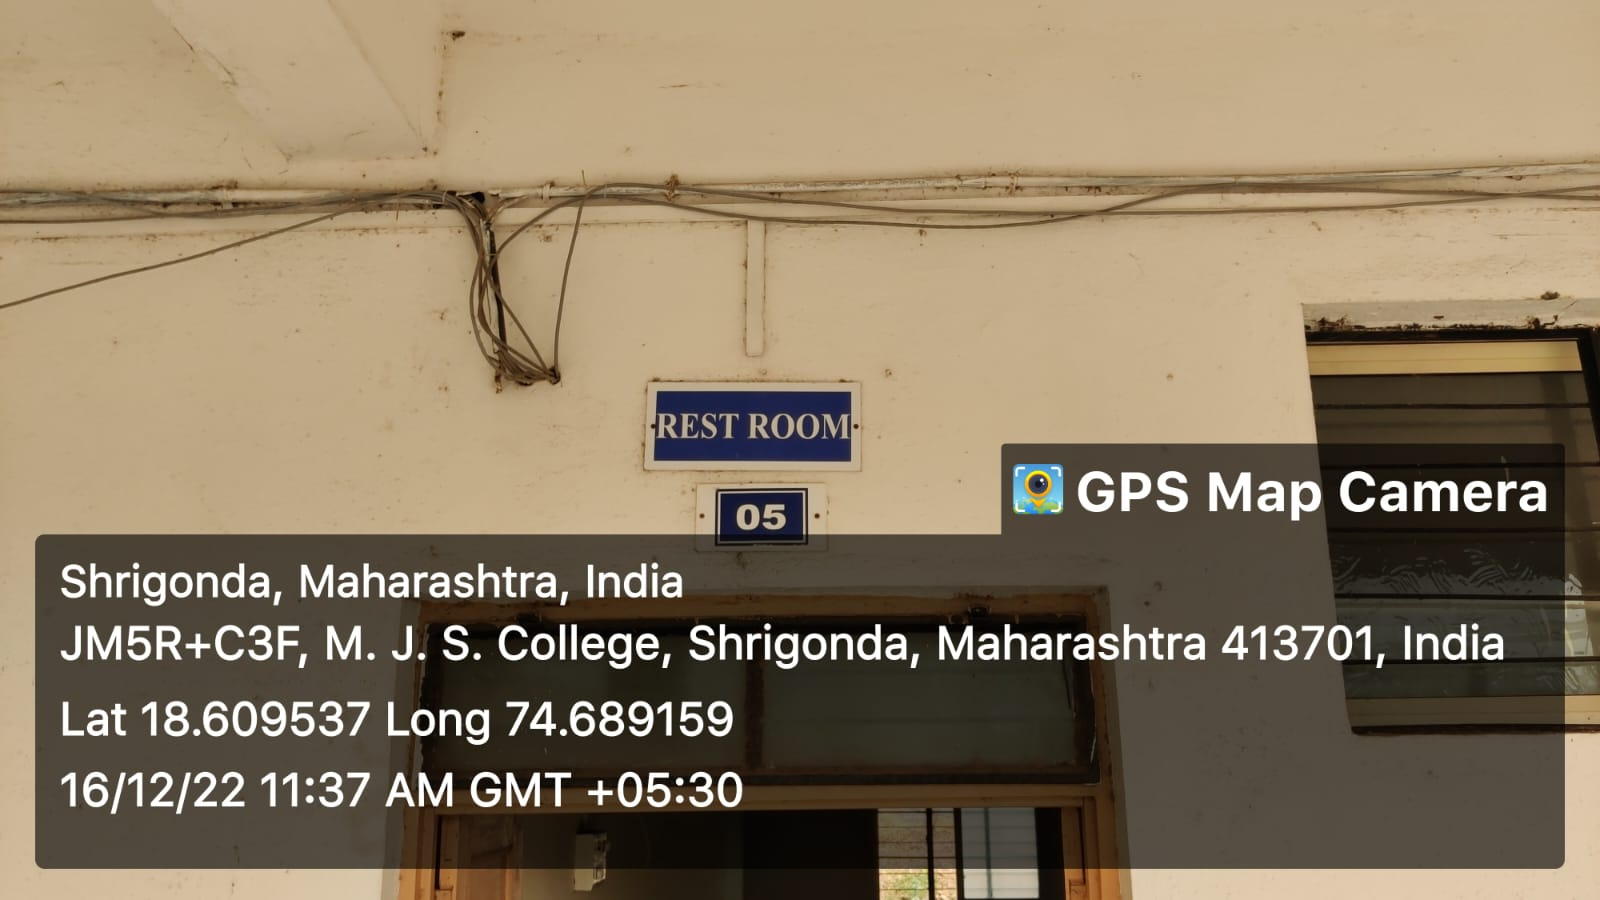 REST ROOM
05
GPS Map Camera
Shrigonda, Maharashtra, India
JM5R+C3F, M. J. S. College, Shrigonda, Maharashtra 413701, India
Lat 18.609537 Long 74.689159
16/12/22 11:37 AM GMT +05:30